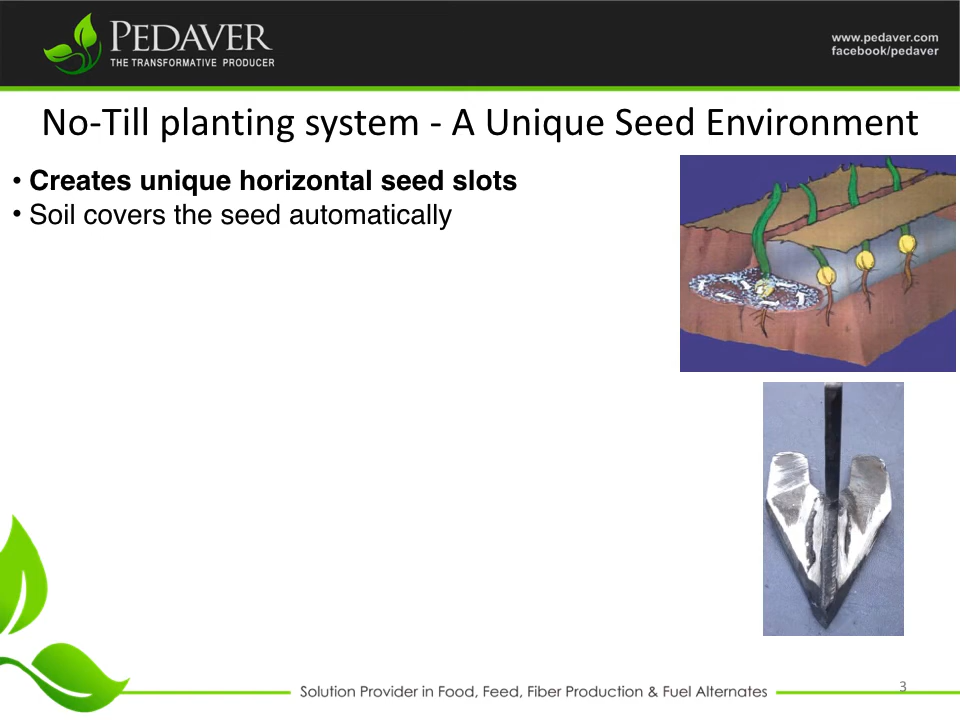 PEDAVER
THE TRANSFORMATIVE PRODUCER
www.pedaver.com
facebook/pedaver
No-Till planting system - A Unique Seed Environment
• Creates unique horizontal seed slots
• Soil covers the seed automatically
Solution Provider in Food, Feed, Fiber Production & Fuel Alternates
3